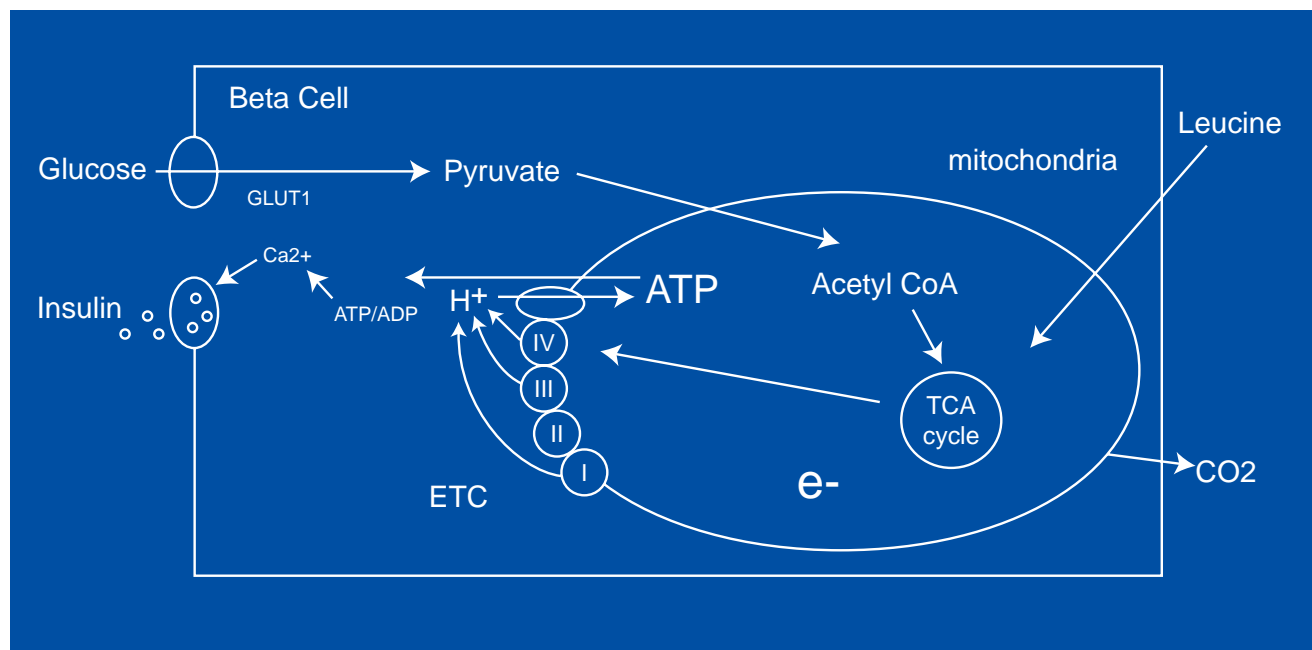 Beta Cell
Leucine
Glucose
Pyruvate
mitochondria
GLUT1
Ca2+
Insulin
ATP/ADP
H+
ATP
Acetyl CoA
IV
III
II
I
TCA
cycle
ETC
e-
CO2